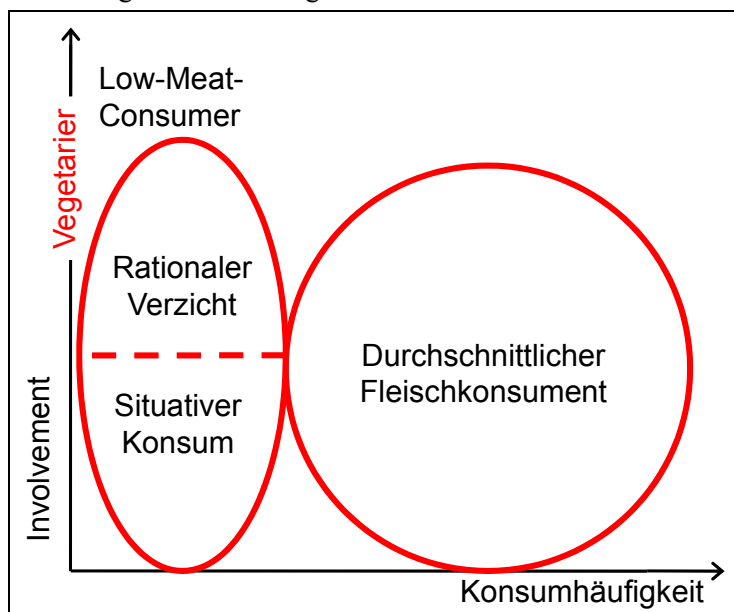 Low-Meat-
Consumer
Vegetarier
Rationaler
Verzicht
Durchschnittlicher
Fleischkonsument
Situativer
Konsum
Involvement
Konsumhäufigkeit